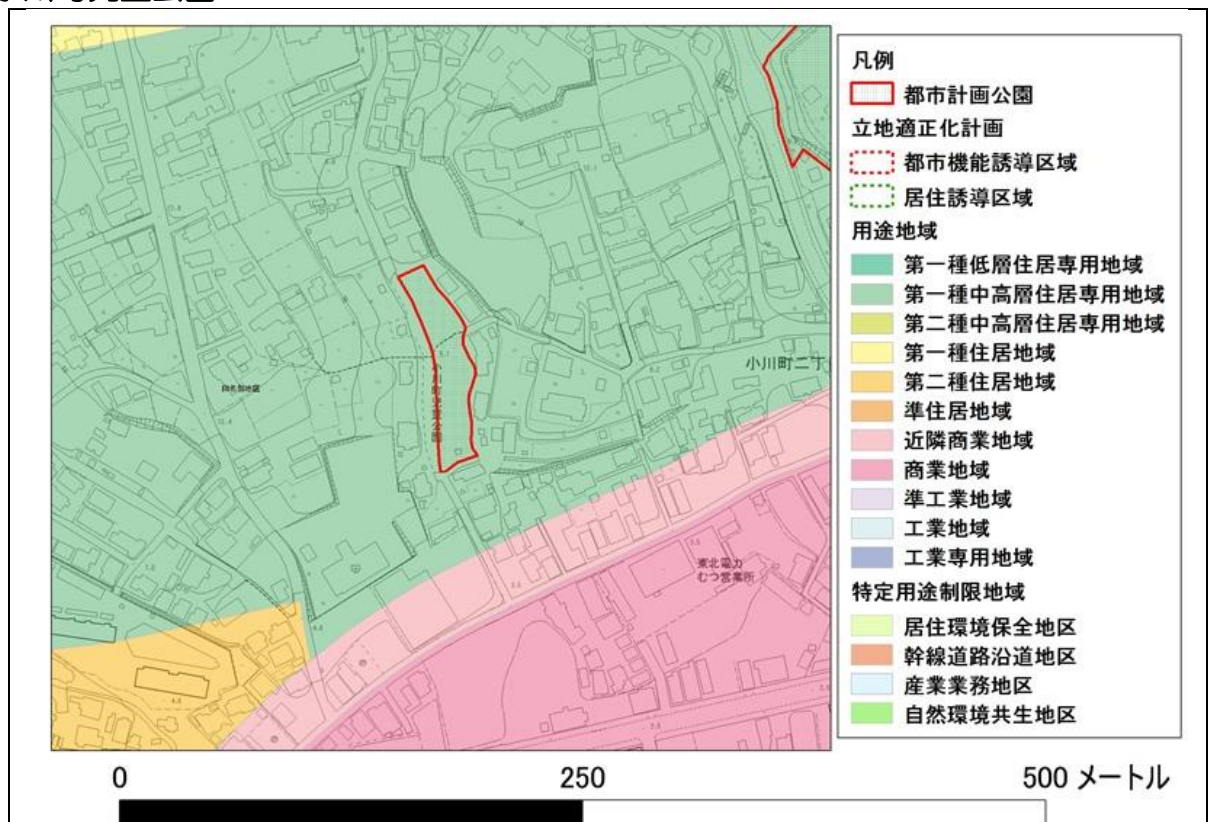 凡例
都市計画公園
立地適正化計画
都市機能誘導区域
居住誘導区域
用途地域
第一種低層住居専用地域
第一種中高層住居専用地域
第二種中高層住居専用地域
第一種住居地域
第二種住居地域
準住居地域
近隣商業地域
商業地域
準工業地域
工業地域
工業専用地域
特定用途制限地域
居住環境保全地区
幹線道路沿道地区
産業業務地区
自然環境共生地区
小川町二丁
小川町児童公園
東北電力
むつ営業所
0 250 500 メートル